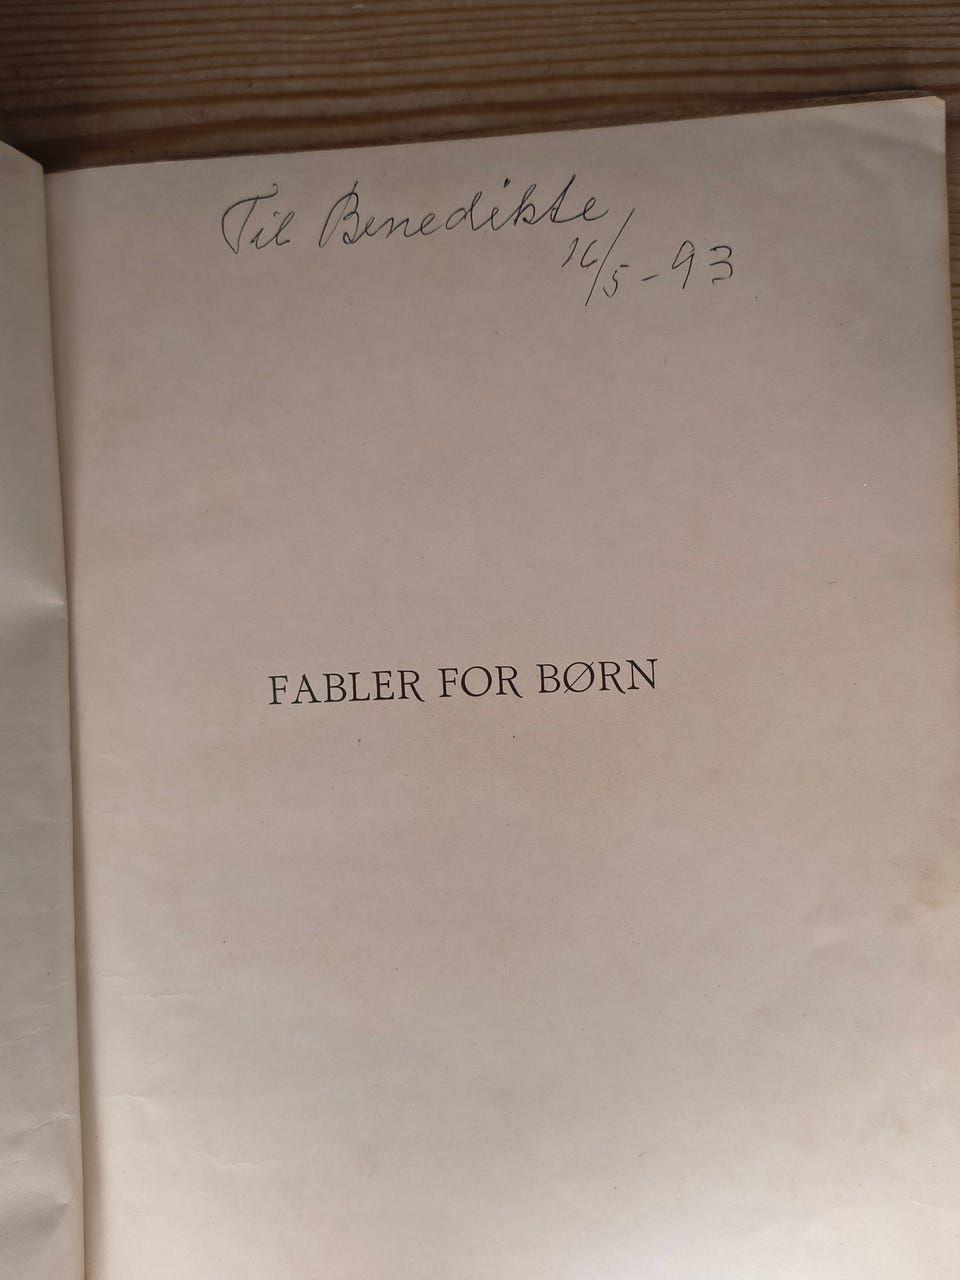 Til Benedikte
16/5-93
FABLER FOR BØRN